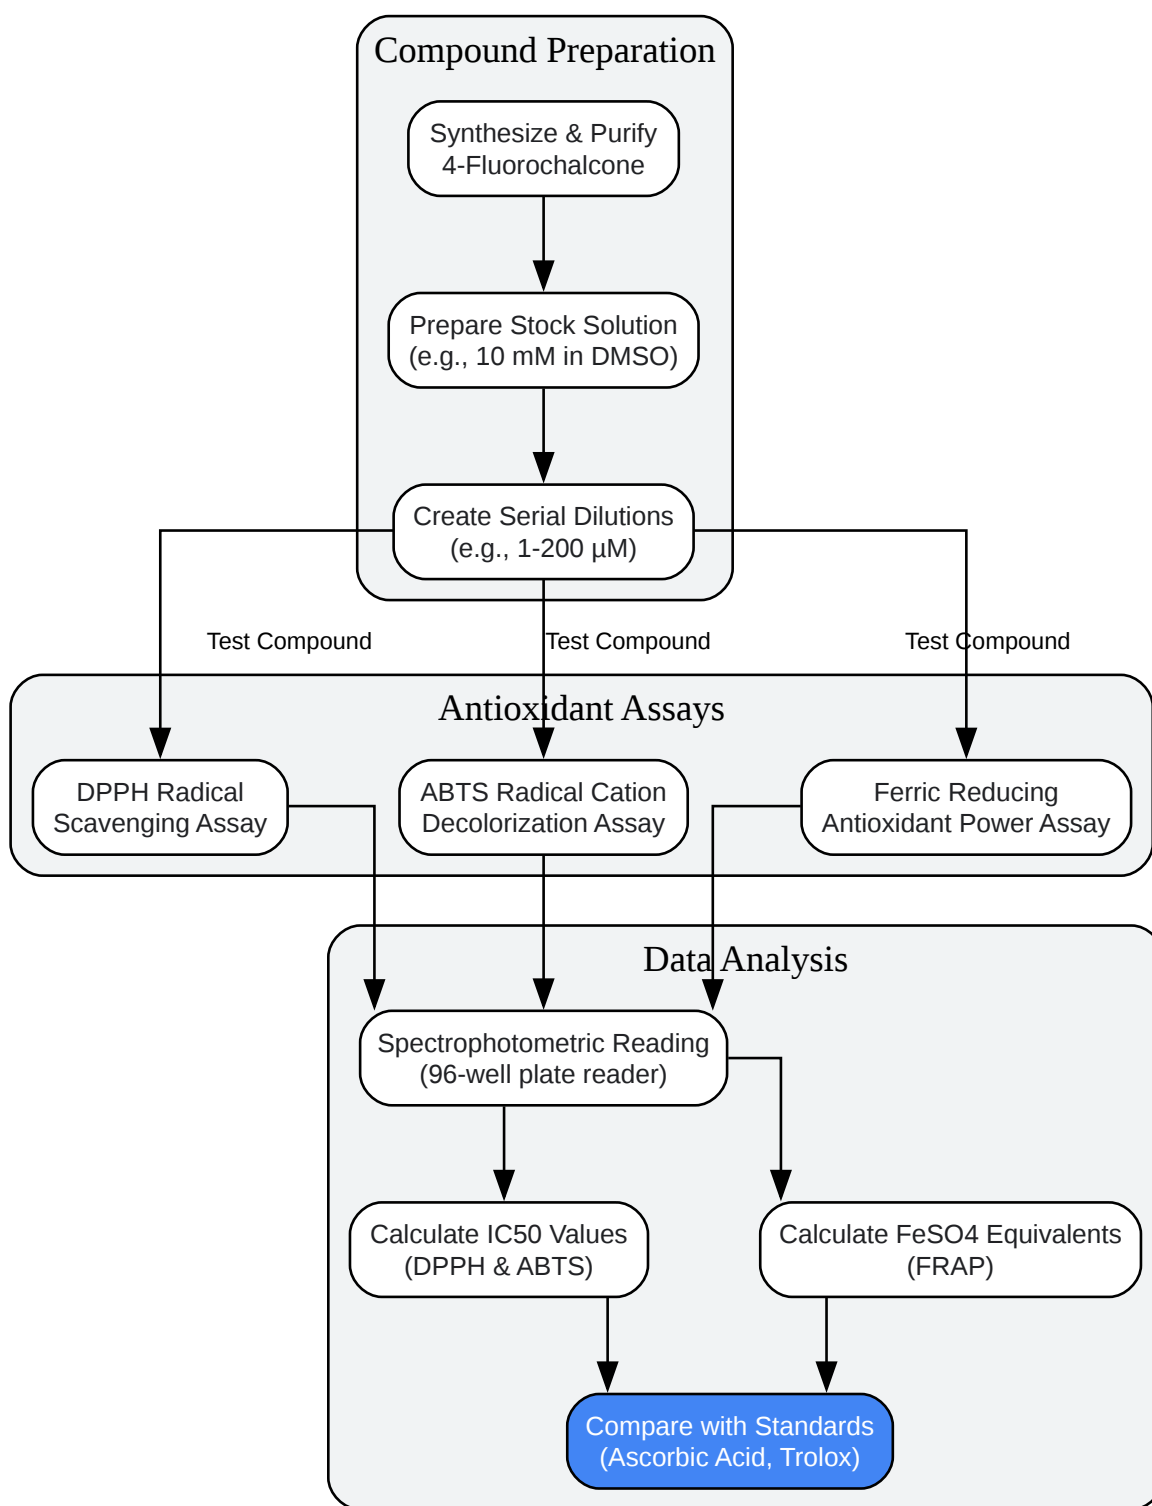 Compound Preparation
Synthesize & Purify
4-Fluorochalcone
Prepare Stock Solution
(e.g., 10 mM in DMSO)
Create Serial Dilutions
(e.g., 1-200 µM)
Test Compound
Test Compound
Test Compound
Antioxidant Assays
DPPH Radical
Scavenging Assay
ABTS Radical Cation
Decolorization Assay
Ferric Reducing
Antioxidant Power Assay
Data Analysis
Spectrophotometric Reading
(96-well plate reader)
Calculate IC50 Values
(DPPH & ABTS)
Calculate FeSO4 Equivalents
(FRAP)
Compare with Standards
(Ascorbic Acid, Trolox)